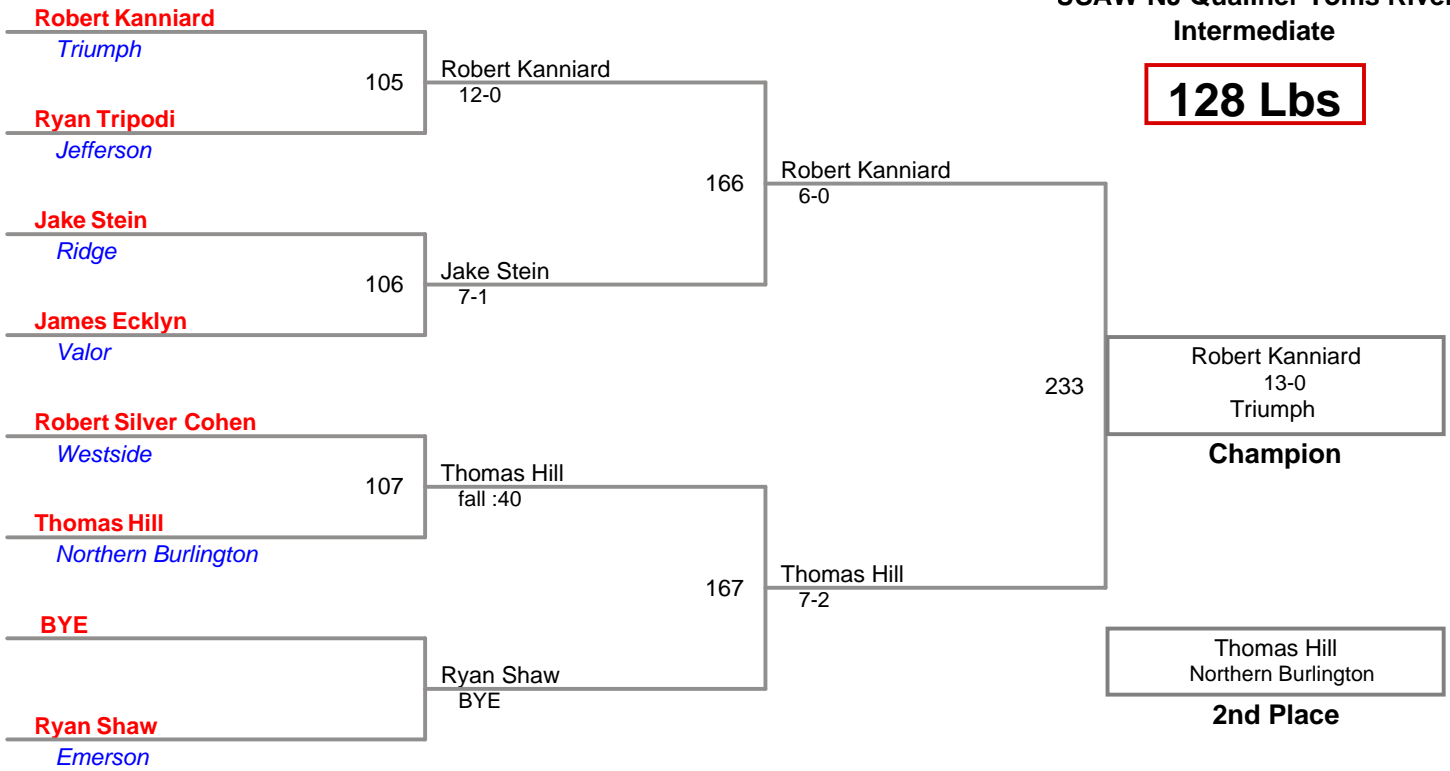 Intermediate
128 Lbs
Robert Kanniard
Triumph
105
Ryan Tripodi
Jefferson
Robert Kanniard
12-0
Jake Stein
Ridge
106
James Ecklyn
Valor
Jake Stein
7-1
166
Robert Kanniard
6-0
Robert Silver Cohen
Westside
107
Thomas Hill
Northern Burlington
Thomas Hill
fall :40
BYE
Ryan Shaw
Emerson
Ryan Shaw
BYE
167
Thomas Hill
7-2
233
Robert Kanniard
13-0
Triumph
Champion
Thomas Hill
Northern Burlington
2nd Place